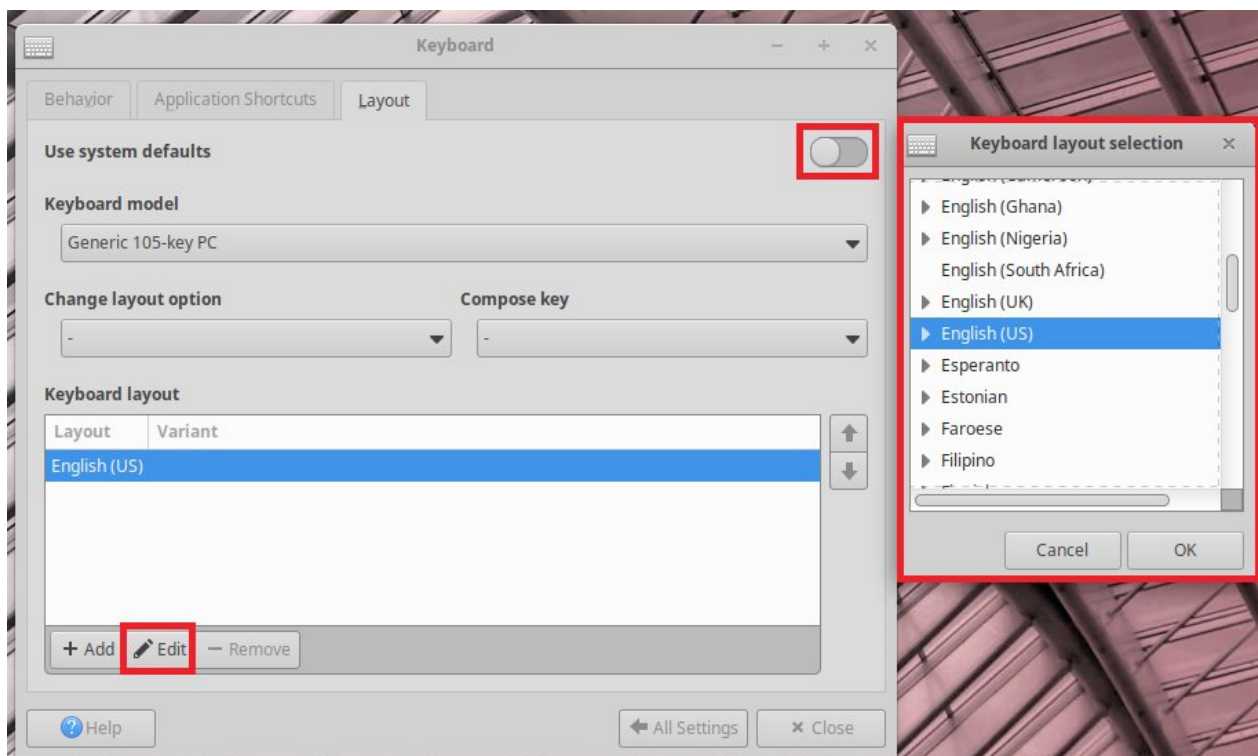 Keyboard
Behavior Application Shortcuts Layout
Use system defaults
Keyboard model
Generic 105-key PC
Change layout option Compose key
- -
Keyboard layout
Layout Variant
English (US)
+ Add Edit − Remove
Help All Settings Close
Keyboard layout selection
English (Ghana)
English (Nigeria)
English (South Africa)
English (UK)
English (US)
Esperanto
Estonian
Faroese
Filipino
Cancel OK